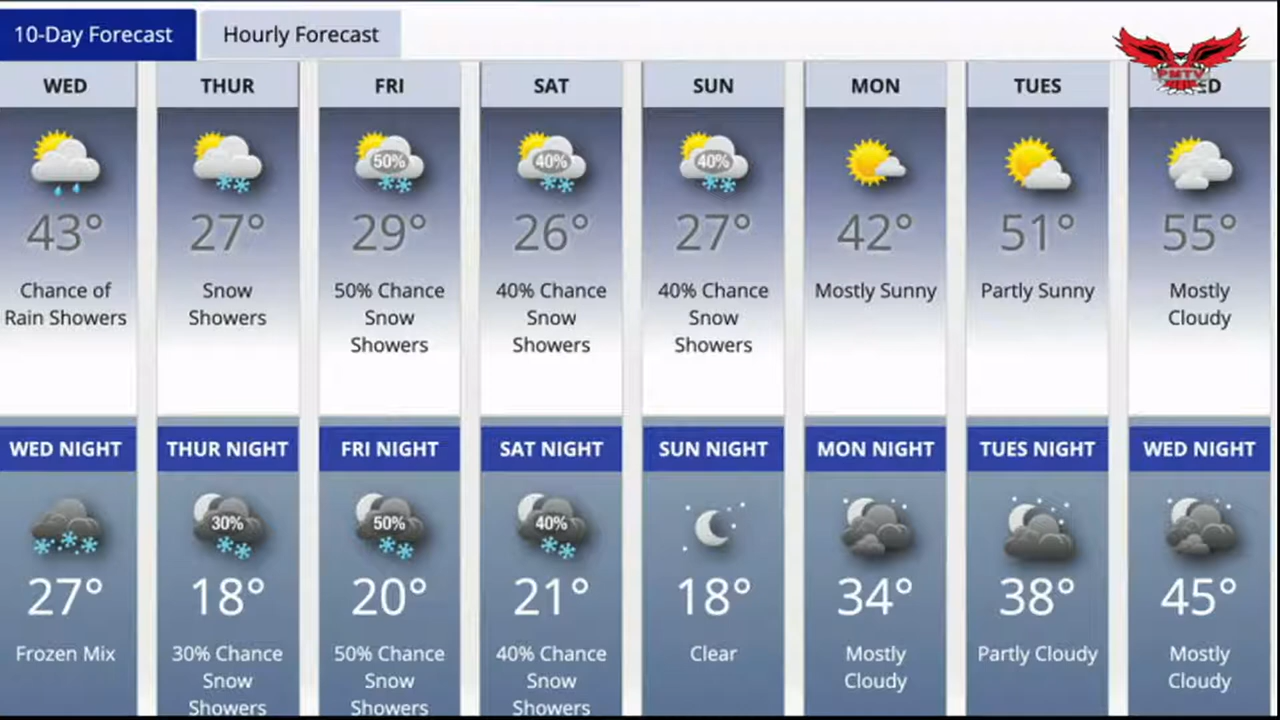 10-Day Forecast Hourly Forecast
PMTV
WED THUR FRI SAT SUN MON TUES ED
50% 40% 40%
43° 27° 29° 26° 27° 42° 51° 55°
Chance of Snow 50% Chance 40% Chance 40% Chance Mostly Sunny Partly Sunny Mostly
Rain Showers Showers Snow Snow Snow Cloudy
Showers Showers Showers
WED NIGHT THUR NIGHT FRI NIGHT SAT NIGHT SUN NIGHT MON NIGHT TUES NIGHT WED NIGHT
30% 50% 40%
27° 18° 20° 21° 18° 34° 38° 45°
Frozen Mix 30% Chance 50% Chance 40% Chance Clear Mostly Partly Cloudy Mostly
Snow Snow Snow Cloudy Cloudy
Showers Showers Showers